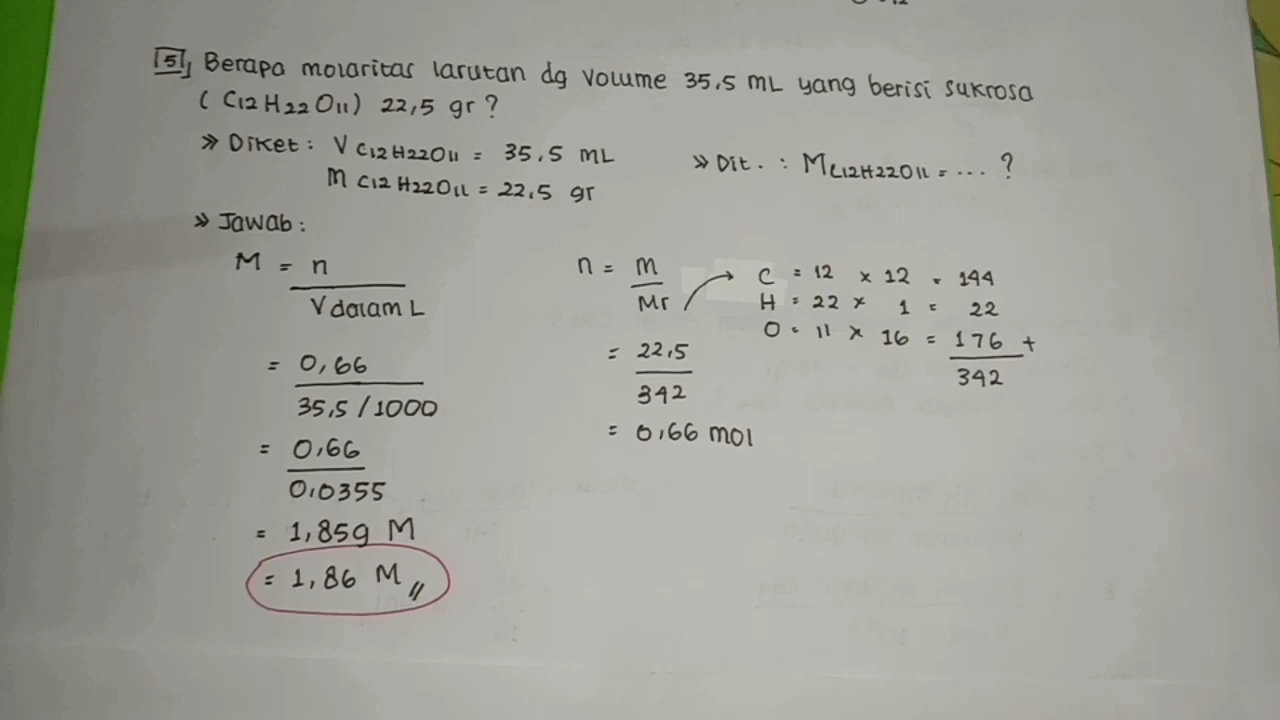 5, Berapa molaritas larutan dg volume 35,5 mL yang berisi sukrosa
(C12H22O11) 22,5 gr?
» Diket: V C12H22O11 = 35,5 mL
M C12H22O11 = 22,5 gr
» Dit. : M C12H22O11 = ... ?
» Jawab:
M = n
V dalam L
= 0,66
35,5/1000
= 0,66
0,0355
= 1,859 M
= 1,86 M //
n = m
Mr
= 22,5
342
= 0,66 mol
C = 12 x 12 = 144
H = 22 x 1 = 22
O = 11 x 16 = 176 +
342